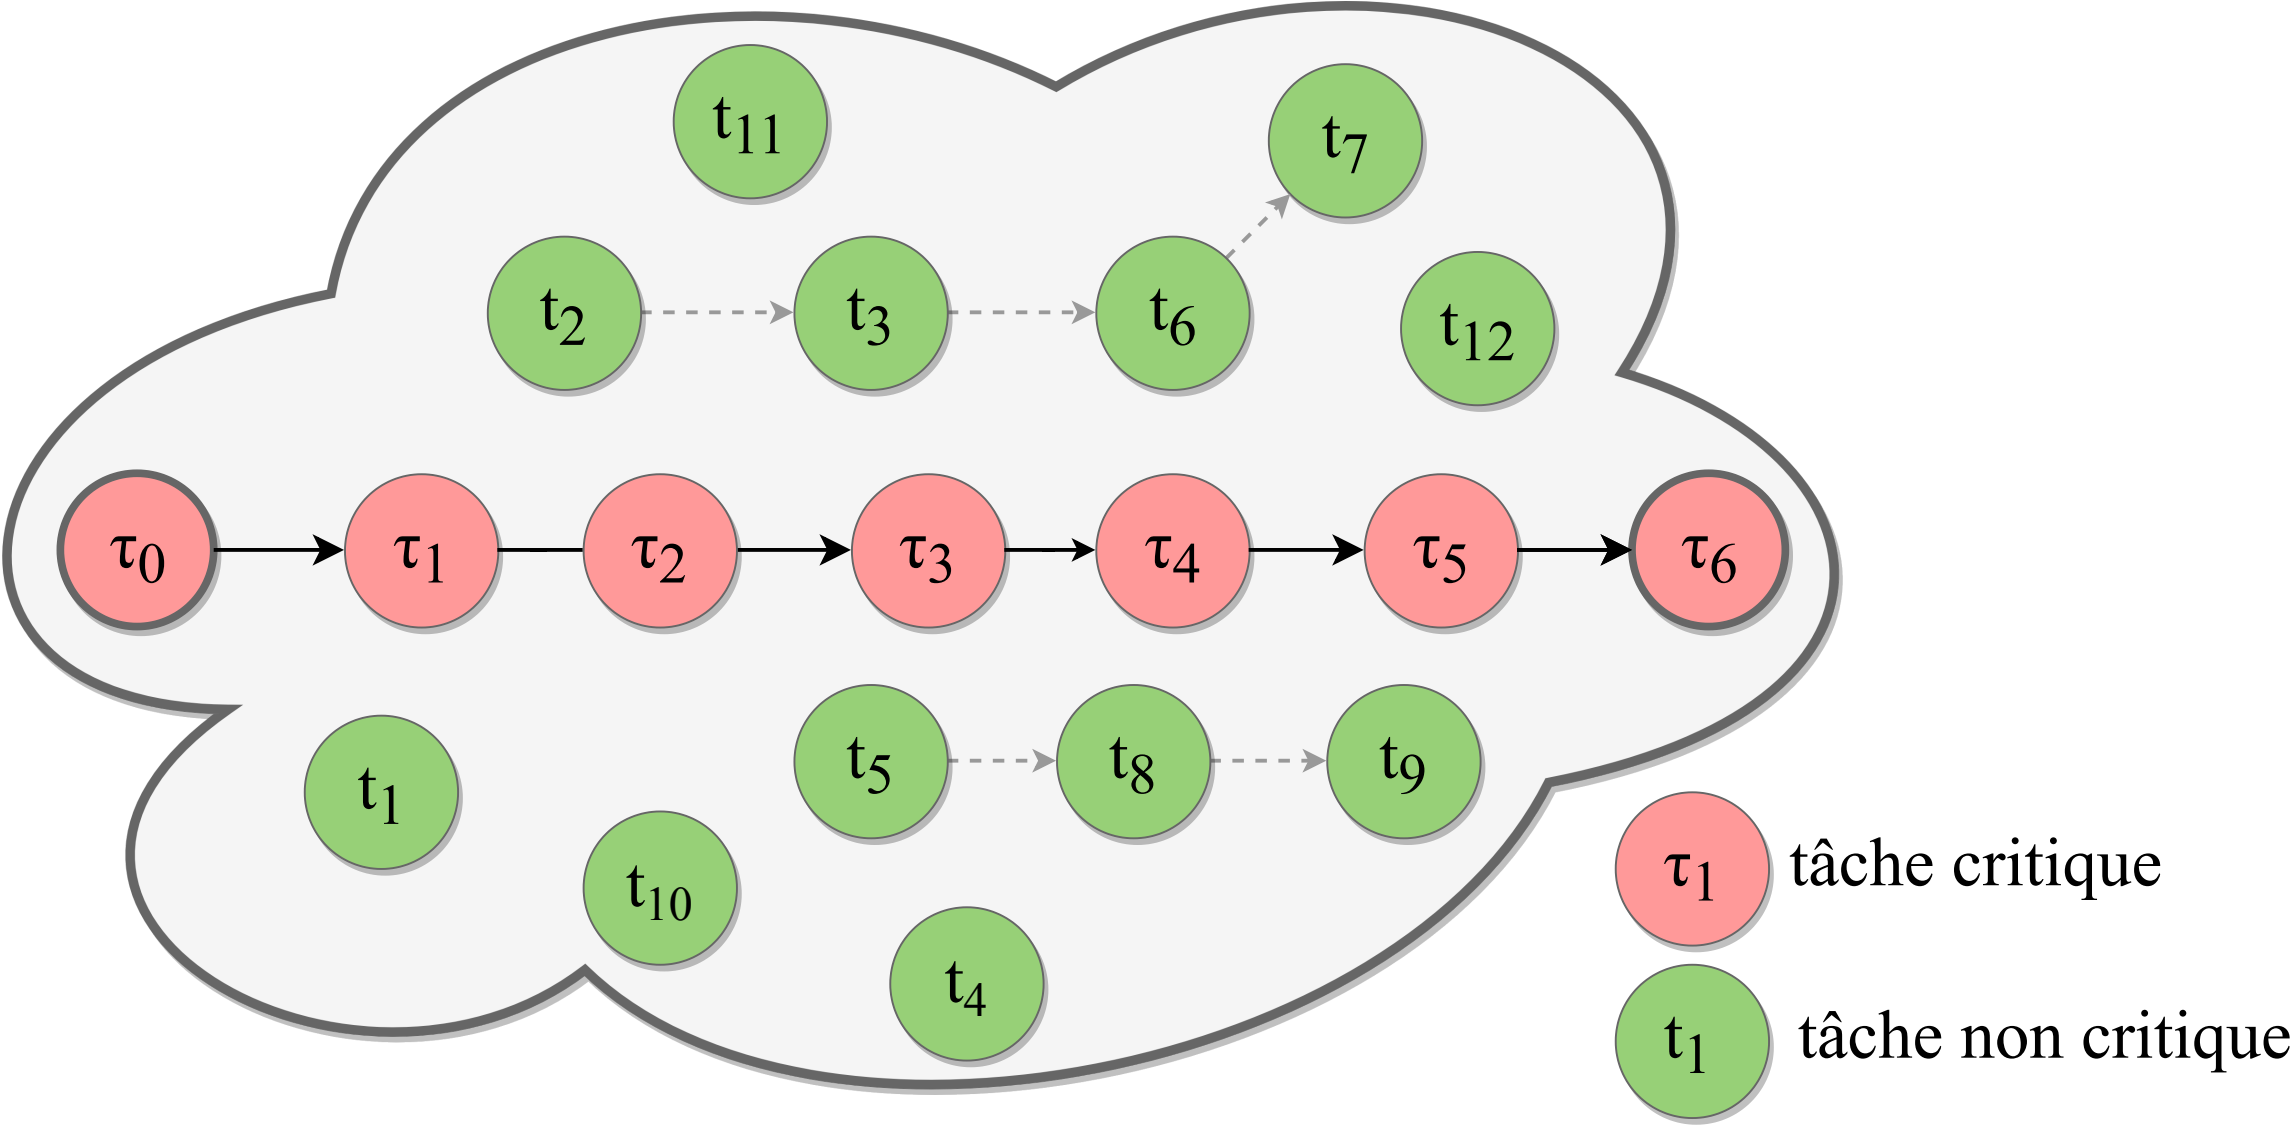 t11
t7
t2
t3
t6
t12
τ0
τ1
τ2
τ3
τ4
τ5
τ6
t5
t8
t9
t1
t10
t4
τ1 tâche critique
t1 tâche non critique